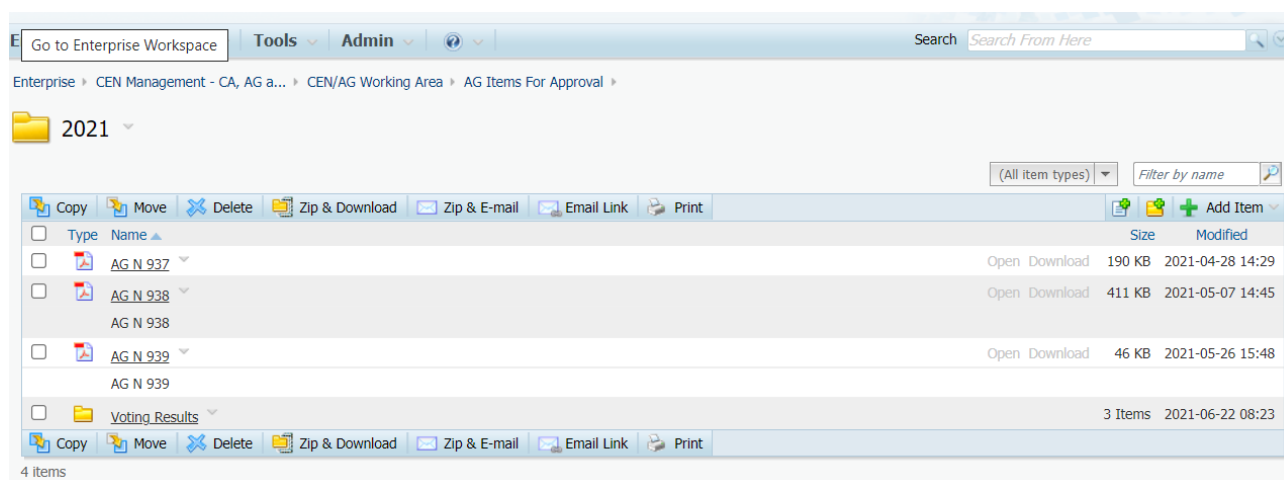 E Go to Enterprise Workspace Tools Admin Search Search From Here
Enterprise CEN Management - CA, AG a... CEN/AG Working Area AG Items For Approval
2021
(All item types) Filter by name
Copy Move Delete Zip & Download Zip & E-mail Email Link Print Add Item
Type Name Size Modified
AG N 937 Open Download 190 KB 2021-04-28 14:29
AG N 938 Open Download 411 KB 2021-05-07 14:45
AG N 938
AG N 939 Open Download 46 KB 2021-05-26 15:48
AG N 939
Voting Results 3 Items 2021-06-22 08:23
Copy Move Delete Zip & Download Zip & E-mail Email Link Print
4 items